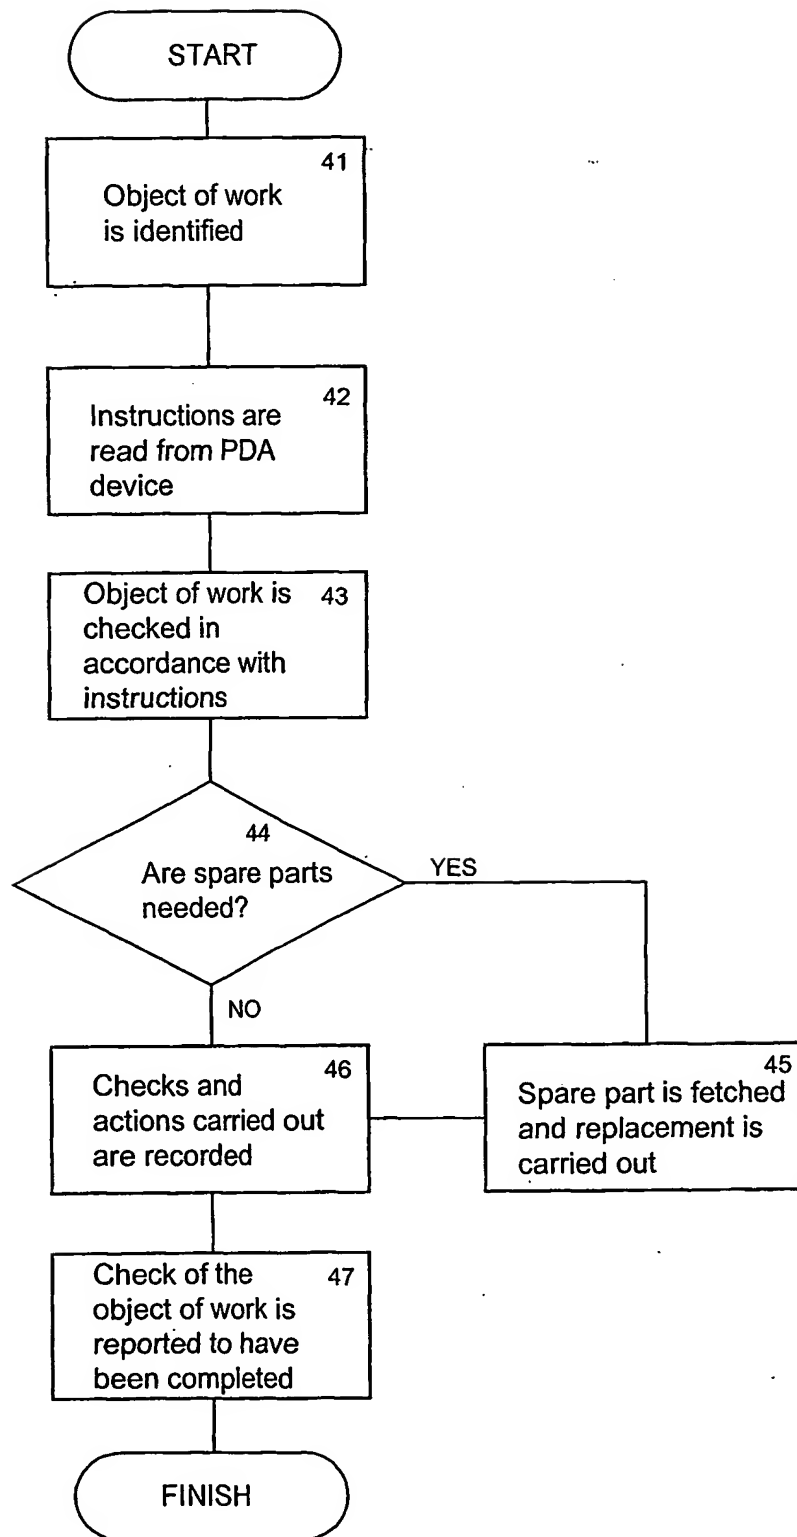 START
41
Object of work
is identified
42
Instructions are
read from PDA
device
43
Object of work is
checked in
accordance with
instructions
44
Are spare parts
needed?
YES
NO
46
Checks and
actions carried out
are recorded
45
Spare part is fetched
and replacement is
carried out
47
Check of the
object of work is
reported to have
been completed
FINISH